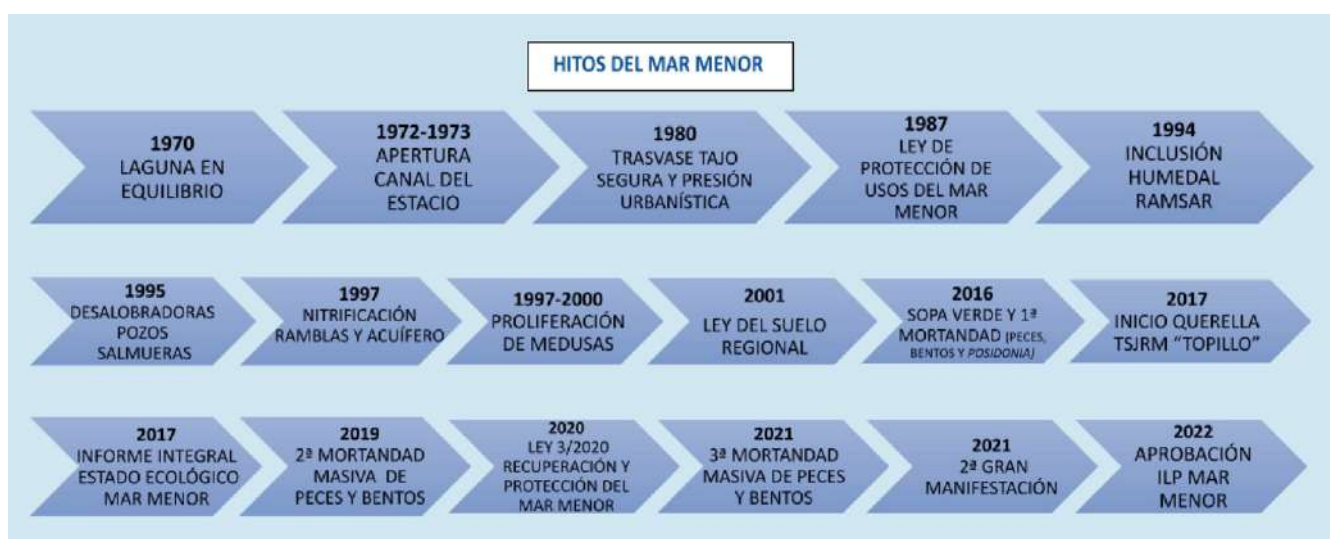 HITOS DEL MAR MENOR
1970
LAGUNA EN
EQUILIBRIO
1972-1973
APERTURA
CANAL DEL
ESTACIO
1980
TRASVASE TAJO
SEGURA Y PRESIÓN
URBANÍSTICA
1987
LEY DE
PROTECCIÓN DE
USOS DEL MAR
MENOR
1994
INCLUSIÓN
HUMEDAL
RAMSAR
1995
DESALOBRADORAS
POZOS
SALMUERAS
1997
NITRIFICACIÓN
RAMBLAS Y ACUÍFERO
1997-2000
PROLIFERACIÓN
DE MEDUSAS
2001
LEY DEL SUELO
REGIONAL
2016
SOPA VERDE Y 1ª
MORTANDAD (PECES,
BENTOS Y POSIDONIA)
2017
INICIO QUERELLA
TSJRM "TOPILLO"
2017
INFORME INTEGRAL
ESTADO ECOLÓGICO
MAR MENOR
2019
2ª MORTANDAD
MASIVA DE
PECES Y BENTOS
2020
LEY 3/2020
RECUPERACIÓN Y
PROTECCIÓN DEL
MAR MENOR
2021
3ª MORTANDAD
MASIVA DE PECES
Y BENTOS
2021
2ª GRAN
MANIFESTACIÓN
2022
APROBACIÓN
ILP MAR
MENOR